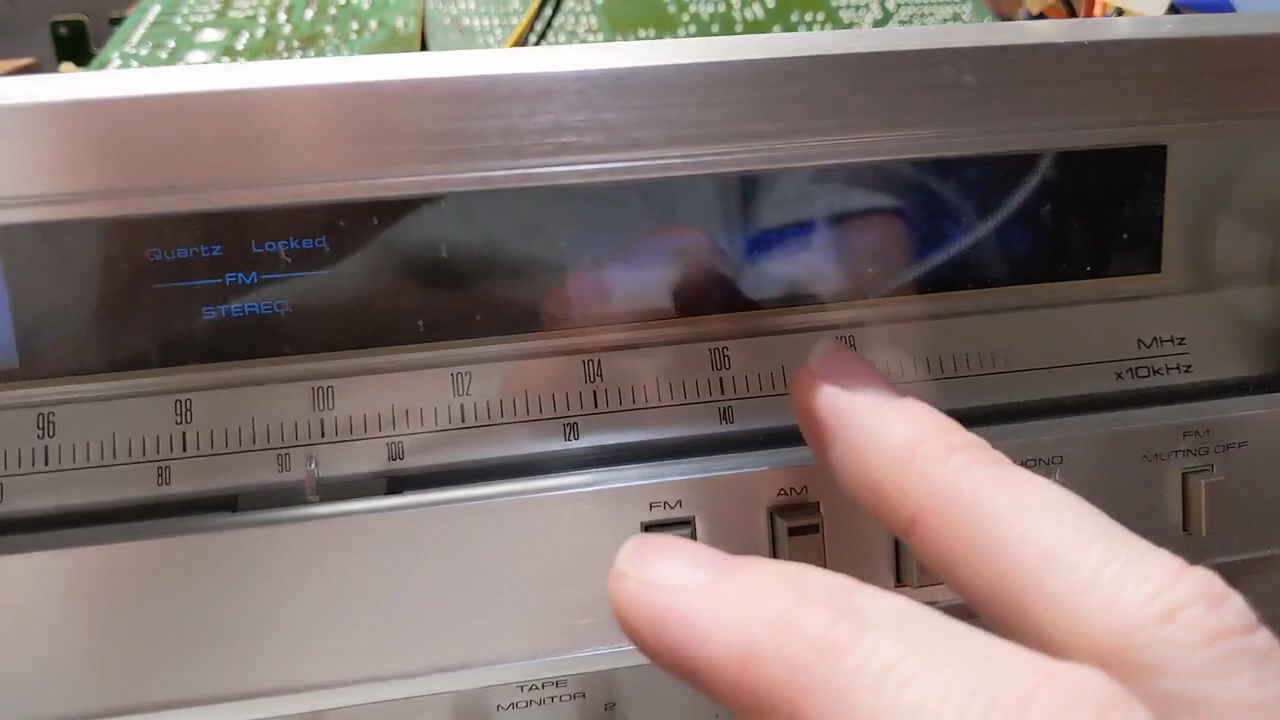 Quartz Locked
FM
STEREO
96 98 100 102 104 106 108 MHz
80 90 100 120 140 x10kHz
FM AM
FM
MUTING OFF
TAPE
MONITOR 2